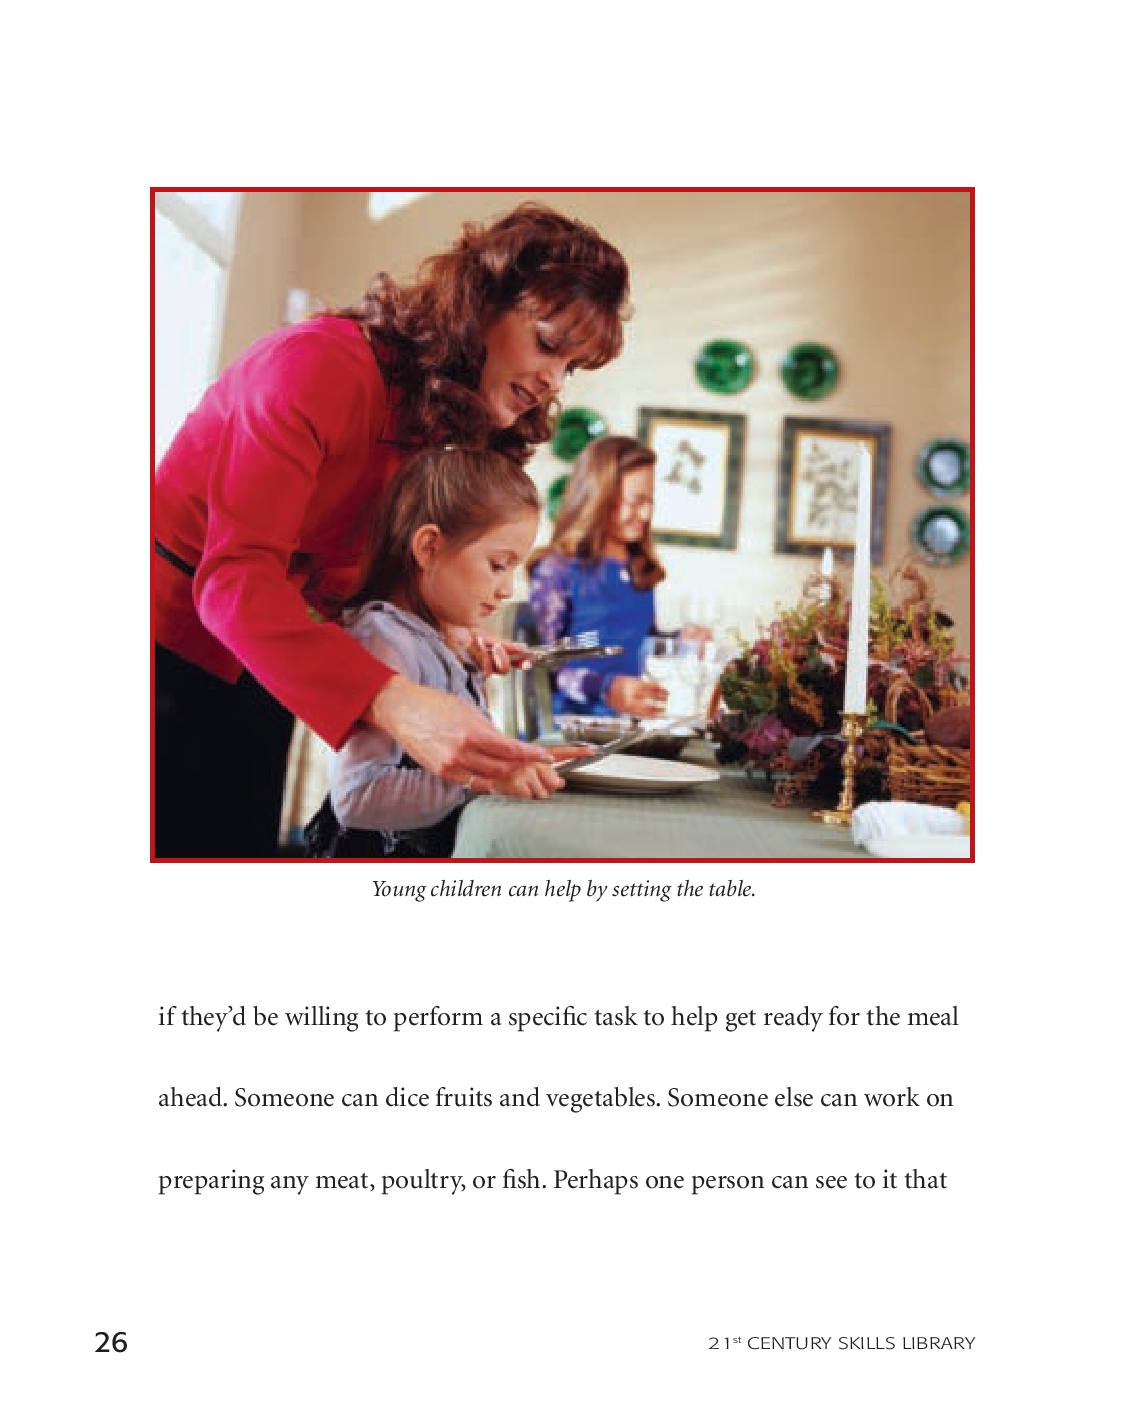 Young children can help by setting the table.
if they’d be willing to perform a specific task to help get ready for the meal
ahead. Someone can dice fruits and vegetables. Someone else can work on
preparing any meat, poultry, or fish. Perhaps one person can see to it that
26
21st CENTURY SKILLS LIBRARY